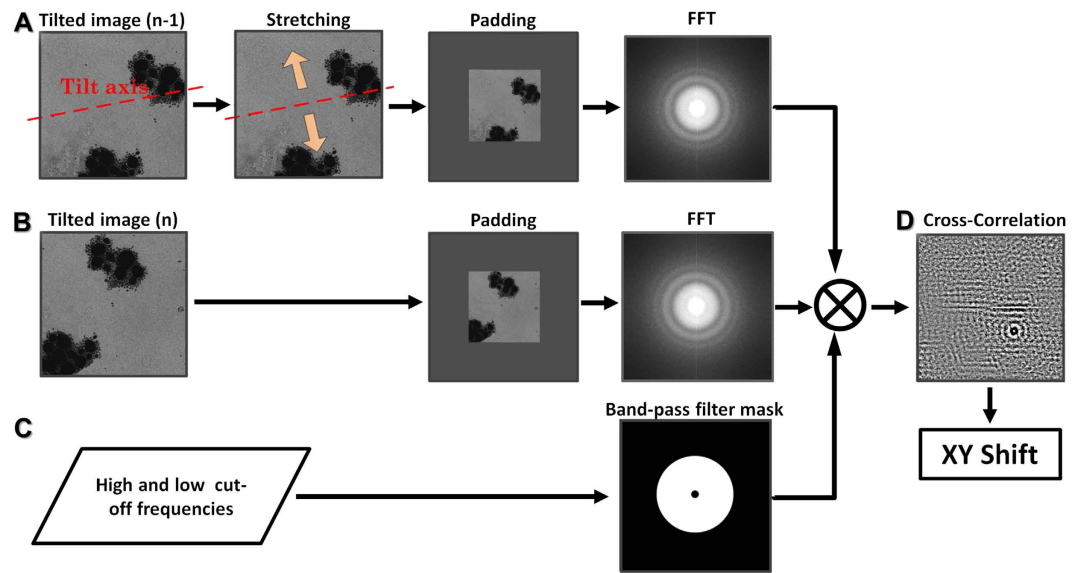 A
Tilted image (n-1)
Stretching
Padding
FFT
Tilt axis
B
Tilted image (n)
Padding
FFT
D
Cross-Correlation
C
Band-pass filter mask
High and low cut-
off frequencies
XY Shift